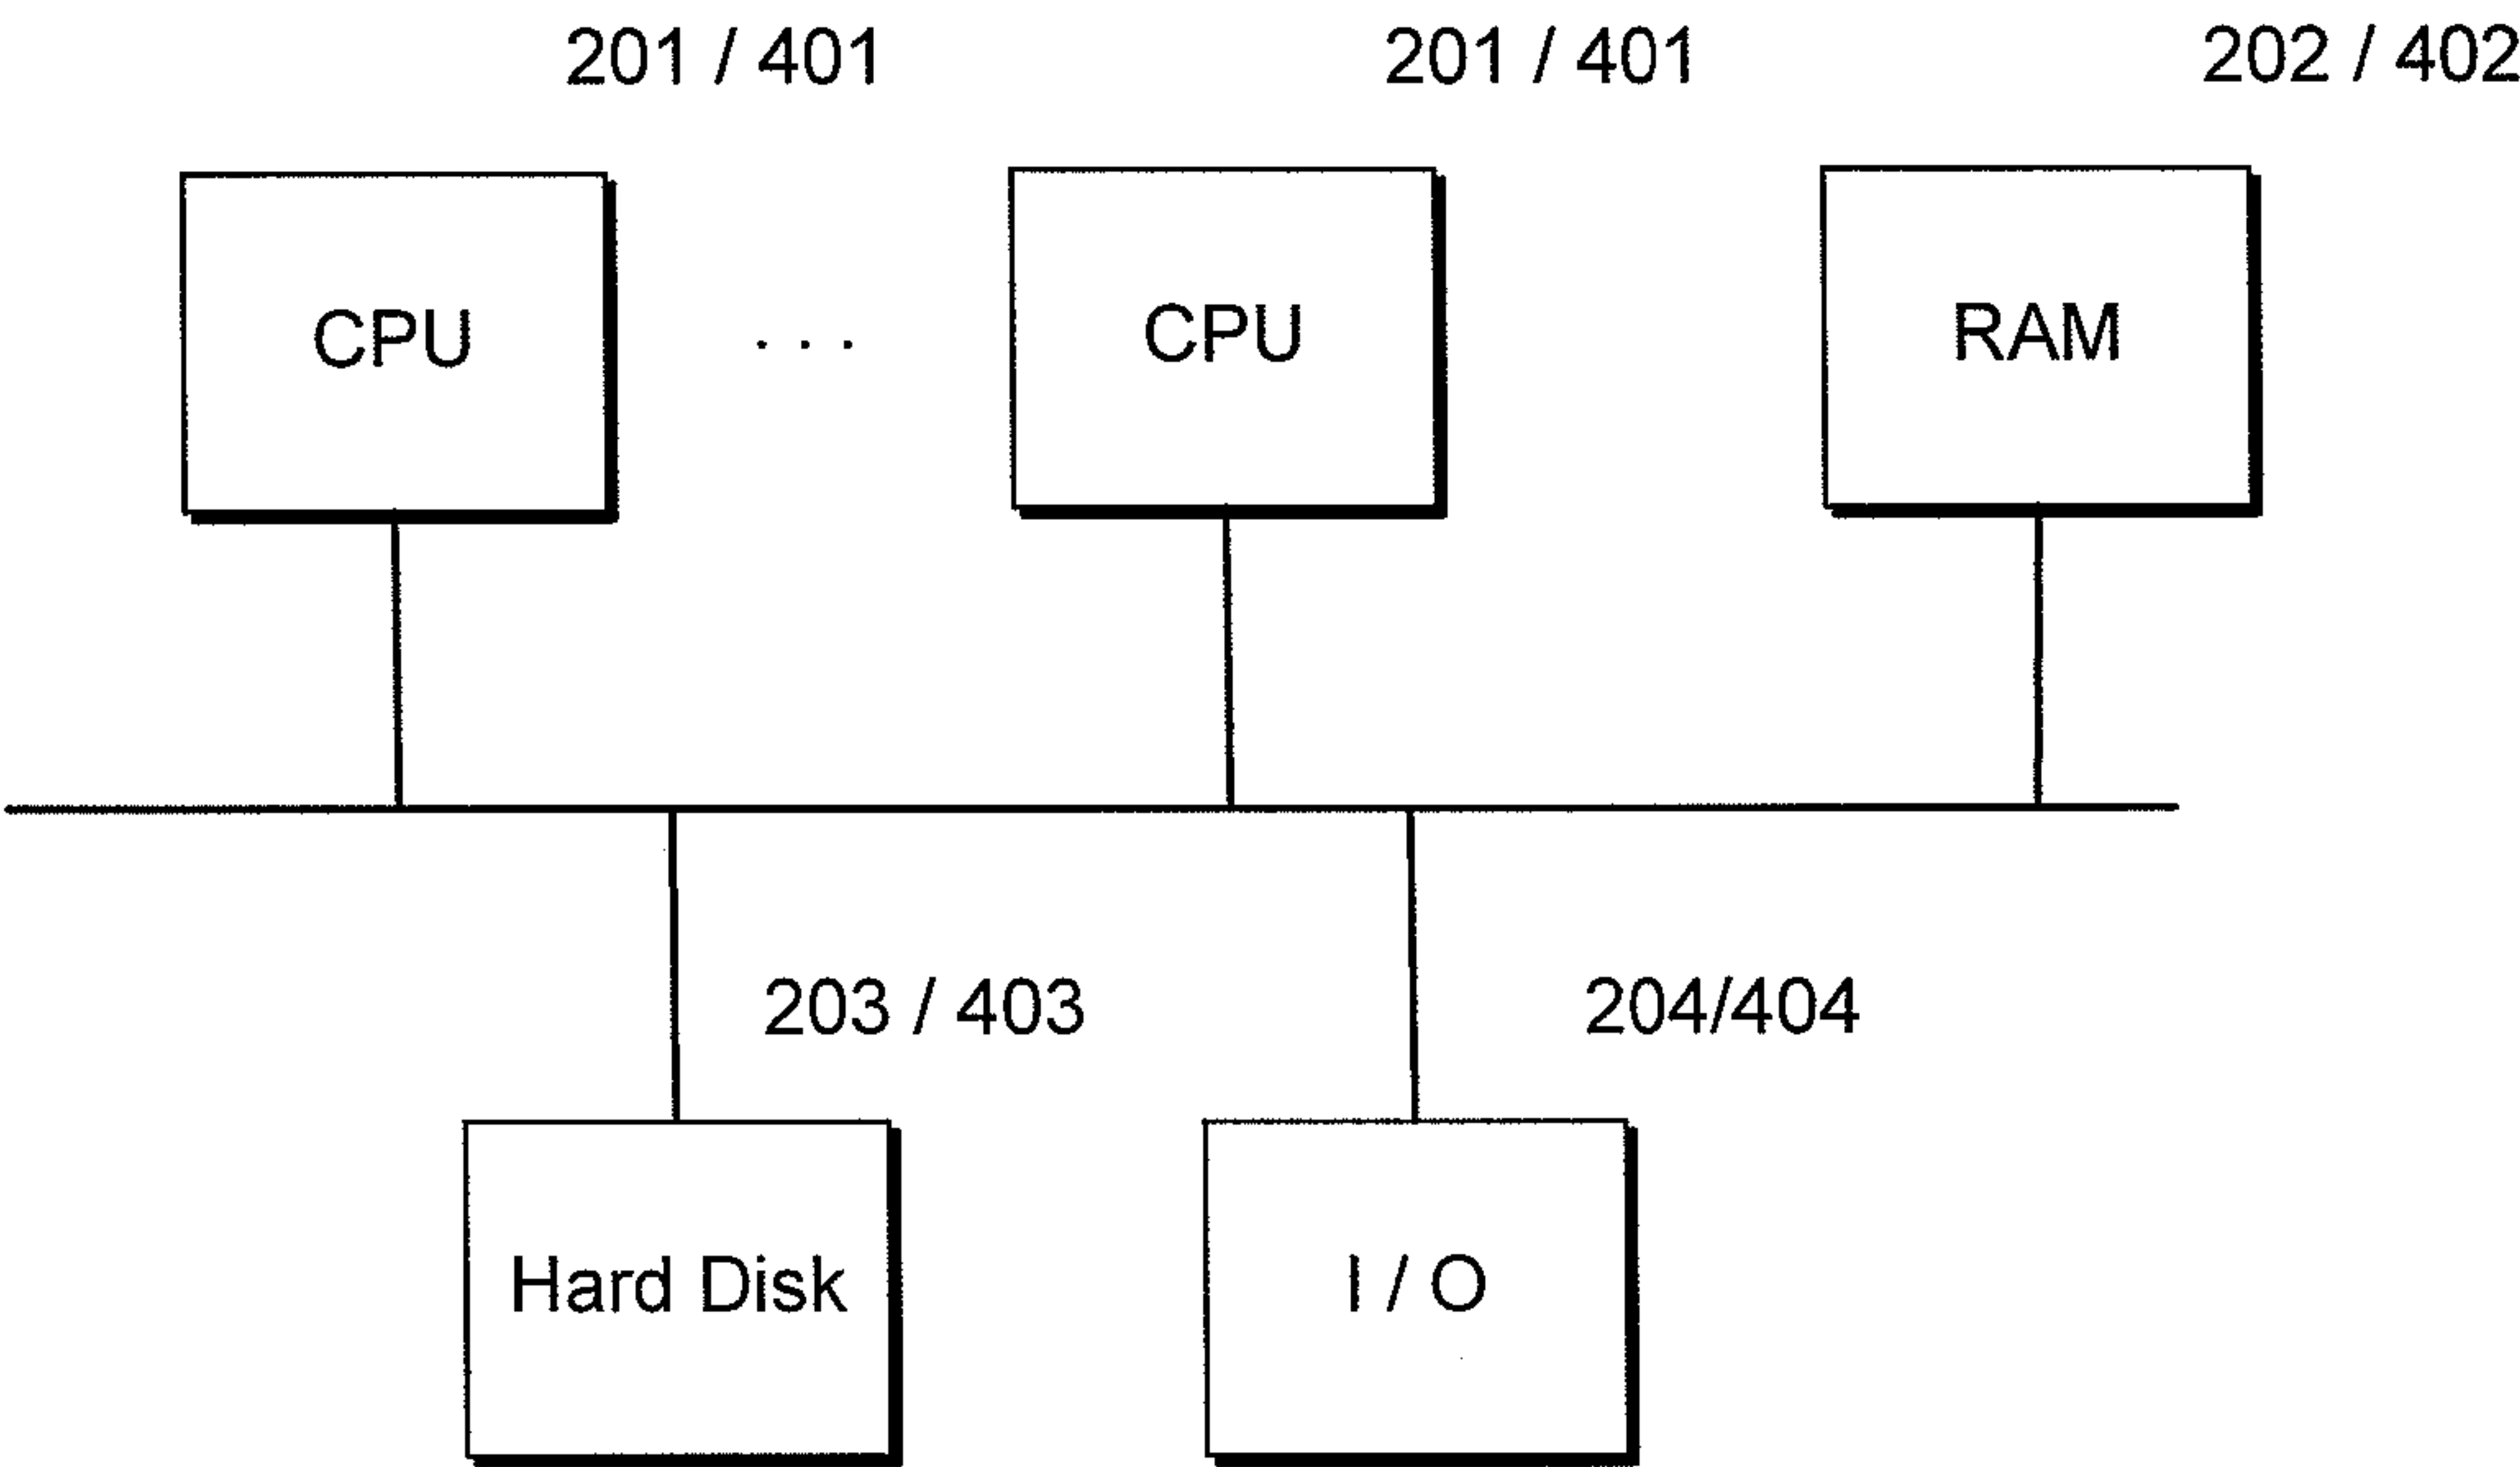 201 / 401
201 / 401
202 / 402
CPU
. . .
CPU
RAM
203 / 403
204/404
Hard Disk
I / O